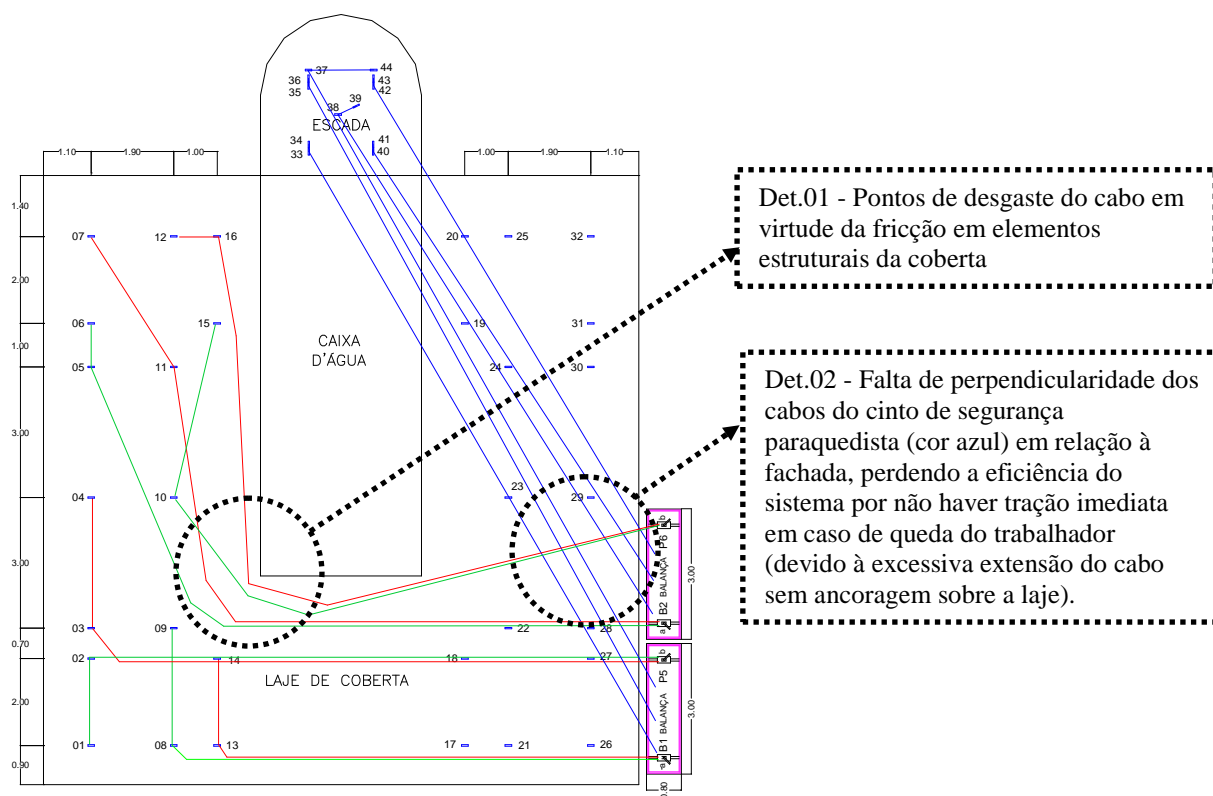 37
44
36
43
35
42
39
38
ESCADA
34
41
33
40
1.10
1.90
1.00
1.00
1.90
1.10
1.40
07
12
16
20
25
32
2.00
06
15
19
31
1.00
CAIXA
D'ÁGUA
05
11
24
30
3.00
04
10
23
29
3.00
b
P6
BALANÇA
B2
a
3.00
03
09
22
28
0.70
02
14
18
27
LAJE DE COBERTA
b
P5
BALANÇA
B1
a
3.00
2.00
01
08
13
17
21
26
0.90
0.80
Det.01 - Pontos de desgaste do cabo em
virtude da fricção em elementos
estruturais da coberta
Det.02 - Falta de perpendicularidade dos
cabos do cinto de segurança
paraquedista (cor azul) em relação à
fachada, perdendo a eficiência do
sistema por não haver tração imediata
em caso de queda do trabalhador
(devido à excessiva extensão do cabo
sem ancoragem sobre a laje).